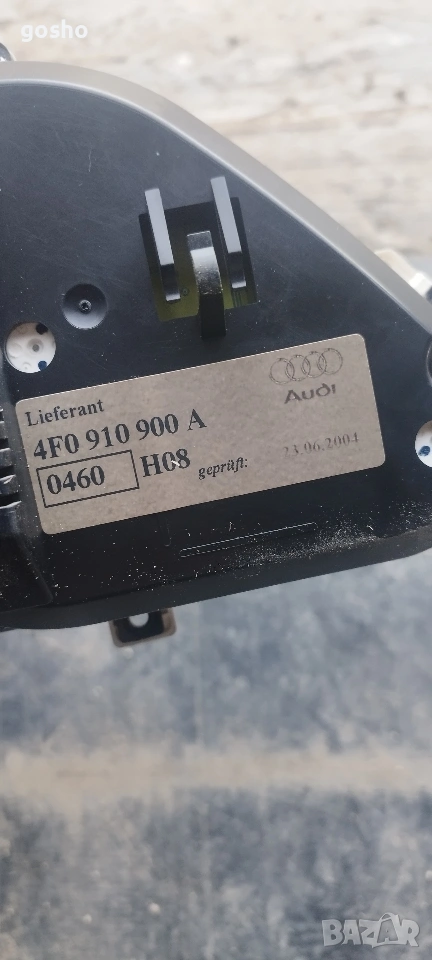 gosho
Lieferant
Audi
4F0 910 900 A
0460 H08 geprüft: 23.06.2004
BAZAR